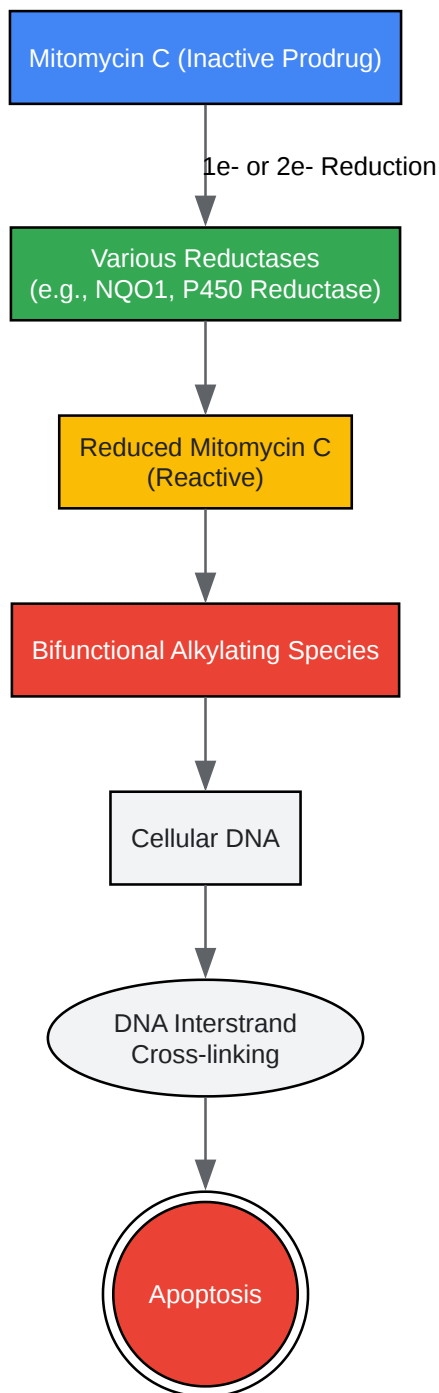 Mitomycin C (Inactive Prodrug)
1e- or 2e- Reduction
Various Reductases
(e.g., NQO1, P450 Reductase)
Reduced Mitomycin C
(Reactive)
Bifunctional Alkylating Species
Cellular DNA
DNA Interstrand
Cross-linking
Apoptosis